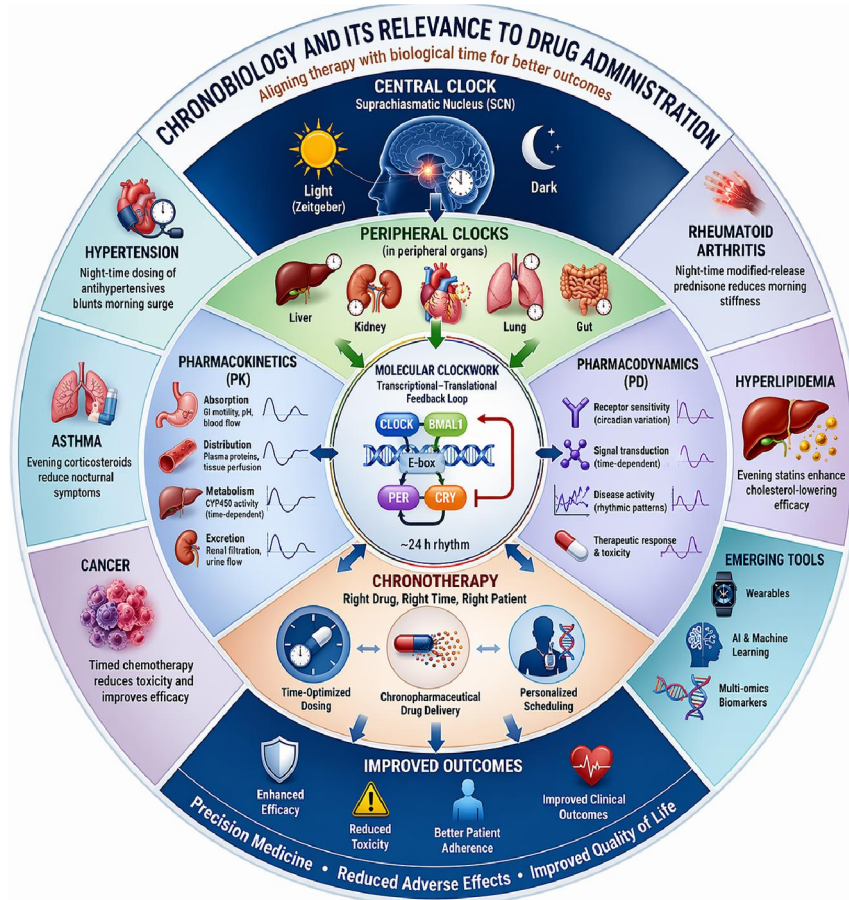 CHRONOBIOLOGY AND ITS RELEVANCE TO DRUG ADMINISTRATION
Aligning therapy with biological time for better outcomes
CENTRAL CLOCK
Suprachiasmatic Nucleus (SCN)
Light
(Zeitgeber)
Dark
HYPERTENSION
Night-time dosing of
antihypertensives
blunts morning surge
PERIPHERAL CLOCKS
(in peripheral organs)
Liver
Kidney
Lung
Gut
RHEUMATOID
ARTHRITIS
Night-time modified-release
prednisone reduces morning
stiffness
ASTHMA
Evening corticosteroids
reduce nocturnal
symptoms
PHARMACOKINETICS
(PK)
Absorption
GI motility, pH,
blood flow
Distribution
Plasma proteins,
tissue perfusion
Metabolism
CYP450 activity
(time-dependent)
Excretion
Renal filtration,
urine flow
MOLECULAR CLOCKWORK
Transcriptional–Translational
Feedback Loop
CLOCK
BMAL1
E-box
PER
CRY
~24 h rhythm
PHARMACODYNAMICS
(PD)
Receptor sensitivity
(circadian variation)
Signal transduction
(time-dependent)
Disease activity
(rhythmic patterns)
Therapeutic response
& toxicity
HYPERLIPIDEMIA
Evening statins enhance
cholesterol-lowering
efficacy
CANCER
Timed chemotherapy
reduces toxicity and
improves efficacy
CHRONOTHERAPY
Right Drug, Right Time, Right Patient
Time-Optimized
Dosing
Chronopharmaceutical
Drug Delivery
Personalized
Scheduling
EMERGING TOOLS
Wearables
AI & Machine
Learning
Multi-omics
Biomarkers
IMPROVED OUTCOMES
Enhanced
Efficacy
Reduced
Toxicity
Better Patient
Adherence
Improved Clinical
Outcomes
Precision Medicine • Reduced Adverse Effects • Improved Quality of Life